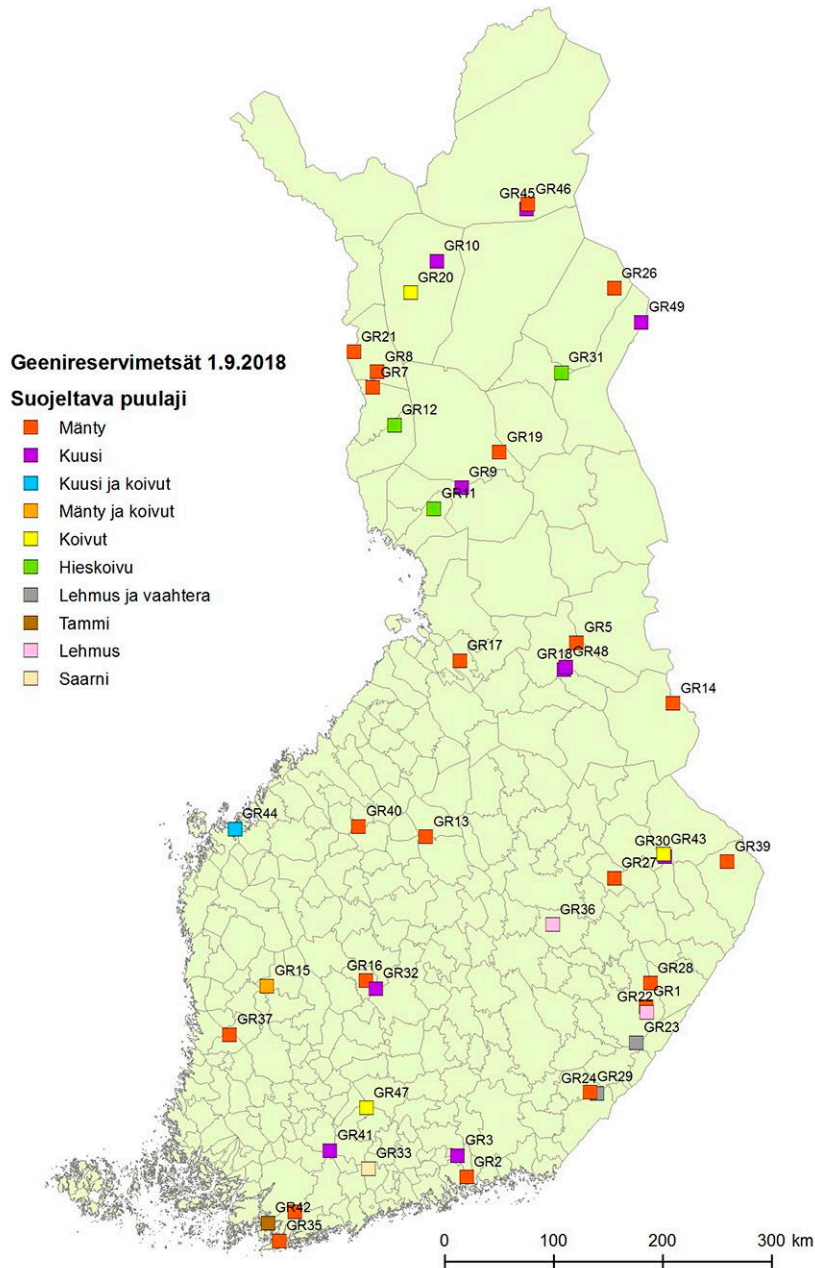 GR45 GR46
GR10
GR20
GR26
GR49
GR21
GR8
GR7
GR31
GR12
GR19
GR9
GR11
Geenireservimetsät 1.9.2018
Suojeltava puulaji
Mänty
Kuusi
Kuusi ja koivut
Mänty ja koivut
Koivut
Hieskoivu
Lehmus ja vaahtera
Tammi
Lehmus
Saarni
GR5
GR17
GR18 GR48
GR14
GR44
GR40
GR13
GR30 GR43
GR39
GR27
GR36
GR15
GR16
GR32
GR28
GR22 GR1
GR37
GR23
GR24 GR29
GR47
GR41
GR33
GR3
GR2
GR42
GR35
0 100 200 300 km